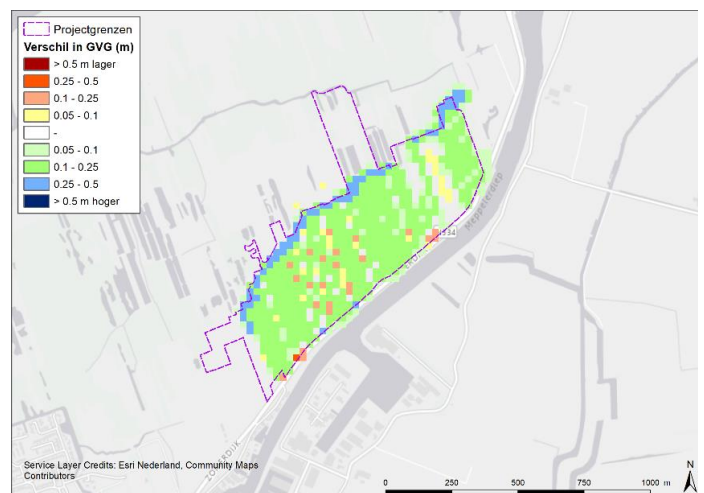 Projectgrenzen
Verschil in GVG (m)
> 0.5 m lager
0.25 - 0.5
0.1 - 0.25
0.05 - 0.1
-
0.05 - 0.1
0.1 - 0.25
0.25 - 0.5
> 0.5 m hoger
Meppelerdiep
Service Layer Credits: Esri Nederland, Community Maps
Contributors
0 250 500 750 1000 m
N